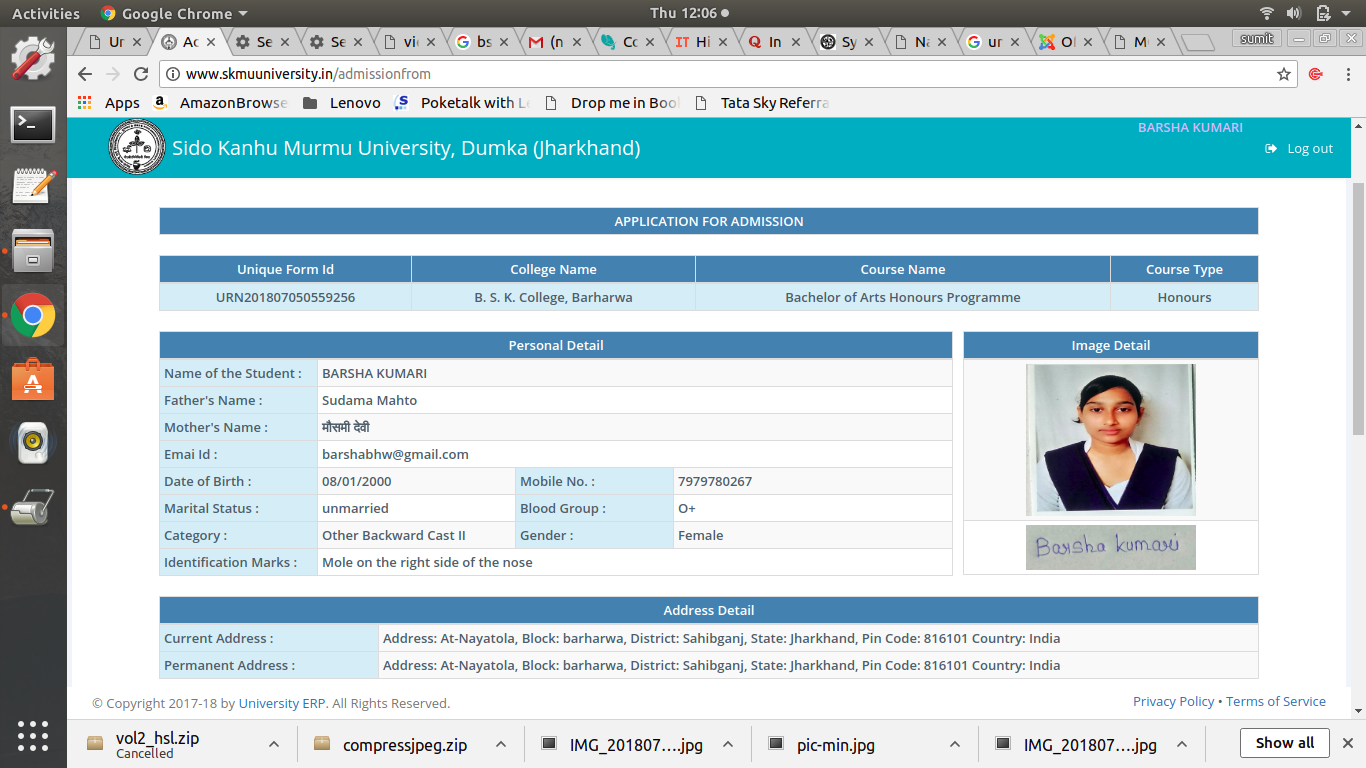 Activities Google Chrome Thu 12:06
Ur Ac Se Se vie bs M (n Co IT Hi Q In Sy Na ur Ol M sumit
www.skmuuniversity.in/admissionfrom
Apps AmazonBrowse Lenovo Poketalk with Le Drop me in Boo Tata Sky Referra
BARSHA KUMARI
Sido Kanhu Murmu University, Dumka (Jharkhand)
Log out
APPLICATION FOR ADMISSION
Unique Form Id College Name Course Name Course Type
URN201807050559256 B. S. K. College, Barharwa Bachelor of Arts Honours Programme Honours
Personal Detail Image Detail
Name of the Student : BARSHA KUMARI
Father's Name : Sudama Mahto
Mother's Name : मौसमी देवी
Emai Id : barshabhw@gmail.com
Date of Birth : 08/01/2000 Mobile No. : 7979780267
Marital Status : unmarried Blood Group : O+
Category : Other Backward Cast II Gender : Female
Barsha kumari
Identification Marks : Mole on the right side of the nose
Address Detail
Current Address : Address: At-Nayatola, Block: barharwa, District: Sahibganj, State: Jharkhand, Pin Code: 816101 Country: India
Permanent Address : Address: At-Nayatola, Block: barharwa, District: Sahibganj, State: Jharkhand, Pin Code: 816101 Country: India
© Copyright 2017-18 by University ERP. All Rights Reserved. Privacy Policy • Terms of Service
vol2_hsl.zip compressjpeg.zip IMG_201807....jpg pic-min.jpg IMG_201807....jpg Show all
Cancelled